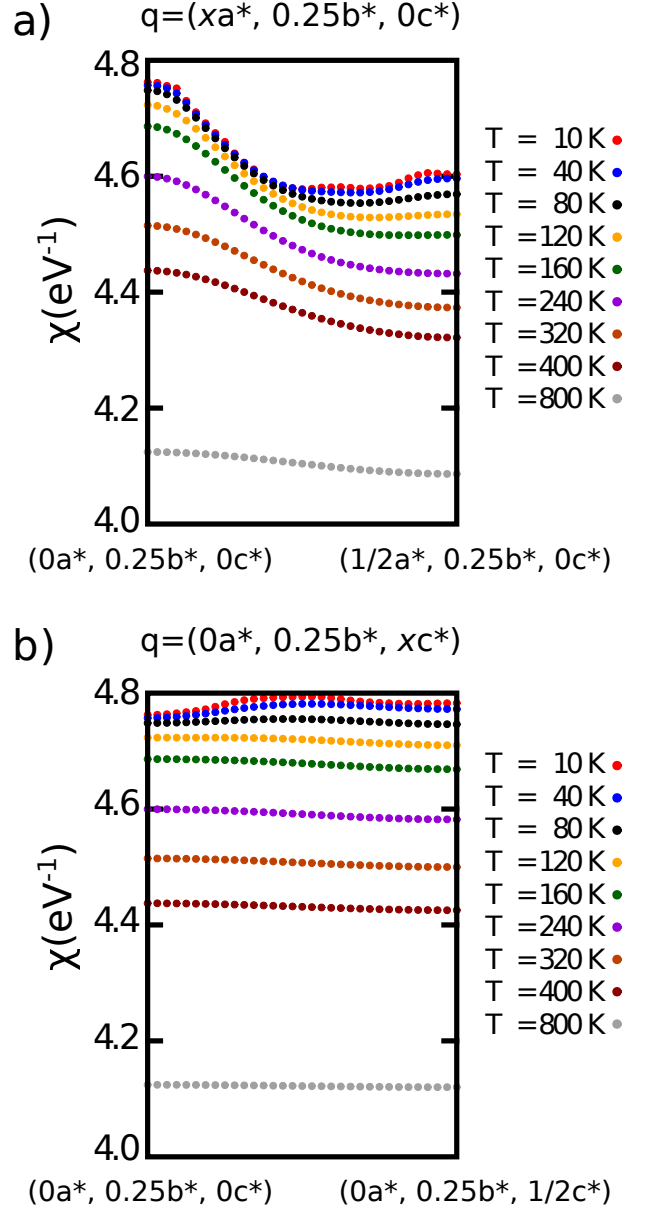 a)
q=(xa*, 0.25b*, 0c*)
χ(eV⁻¹)
4.8
4.6
4.4
4.2
4.0
T = 10 K
T = 40 K
T = 80 K
T = 120 K
T = 160 K
T = 240 K
T = 320 K
T = 400 K
T = 800 K
(0a*, 0.25b*, 0c*) (1/2a*, 0.25b*, 0c*)
b)
q=(0a*, 0.25b*, xc*)
χ(eV⁻¹)
4.8
4.6
4.4
4.2
4.0
T = 10 K
T = 40 K
T = 80 K
T = 120 K
T = 160 K
T = 240 K
T = 320 K
T = 400 K
T = 800 K
(0a*, 0.25b*, 0c*) (0a*, 0.25b*, 1/2c*)